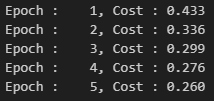 Epoch :     1, Cost : 0.433
Epoch :     2, Cost : 0.336
Epoch :     3, Cost : 0.299
Epoch :     4, Cost : 0.276
Epoch :     5, Cost : 0.260